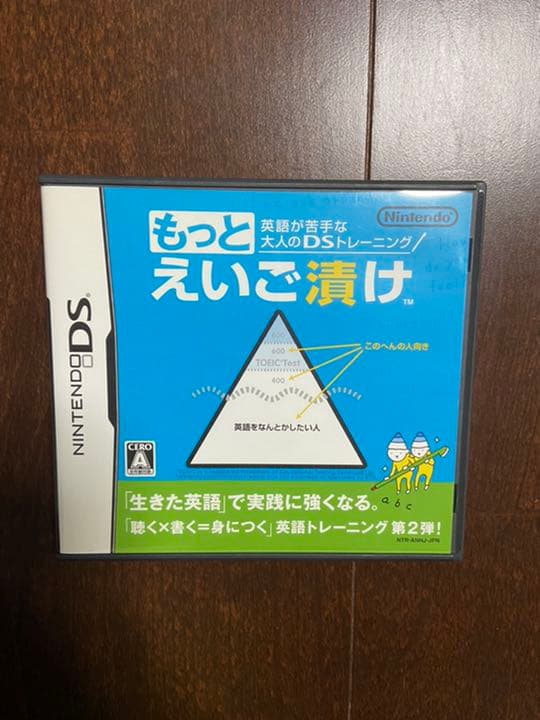 Nintendo
もっと
英語が苦手な
大人のDSトレーニング
えいご漬け™
600
TOEIC Test
400
このへんの人向き
英語をなんとかしたい人
NINTENDO DS
CERO
A
abc
「生きた英語」で実践に強くなる。
「聴く×書く＝身につく」英語トレーニング 第2弾!
NTR-ANHJ-JPN